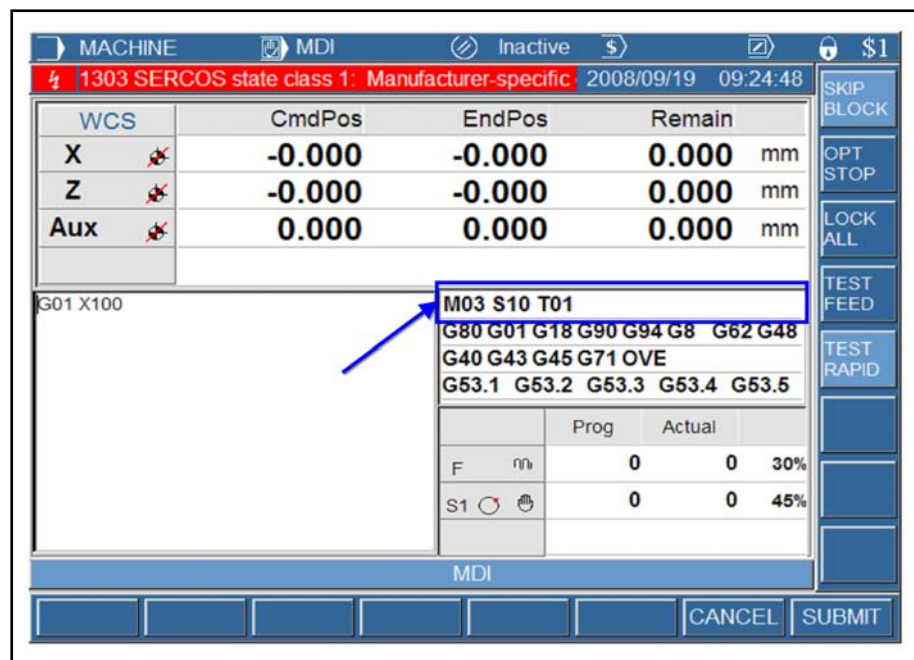 MACHINE MDI Inactive $ $1
1303 SERCOS state class 1: Manufacturer-specific 2008/09/19 09:24:48
SKIP BLOCK
WCS CmdPos EndPos Remain
X -0.000 -0.000 0.000 mm
OPT STOP
Z -0.000 -0.000 0.000 mm
Aux 0.000 0.000 0.000 mm
LOCK ALL
G01 X100
M03 S10 T01
TEST FEED
G80 G01 G18 G90 G94 G8 G62 G48
G40 G43 G45 G71 OVE
TEST RAPID
G53.1 G53.2 G53.3 G53.4 G53.5
Prog Actual
F 0 0 30%
S1 0 0 45%
MDI
CANCEL SUBMIT